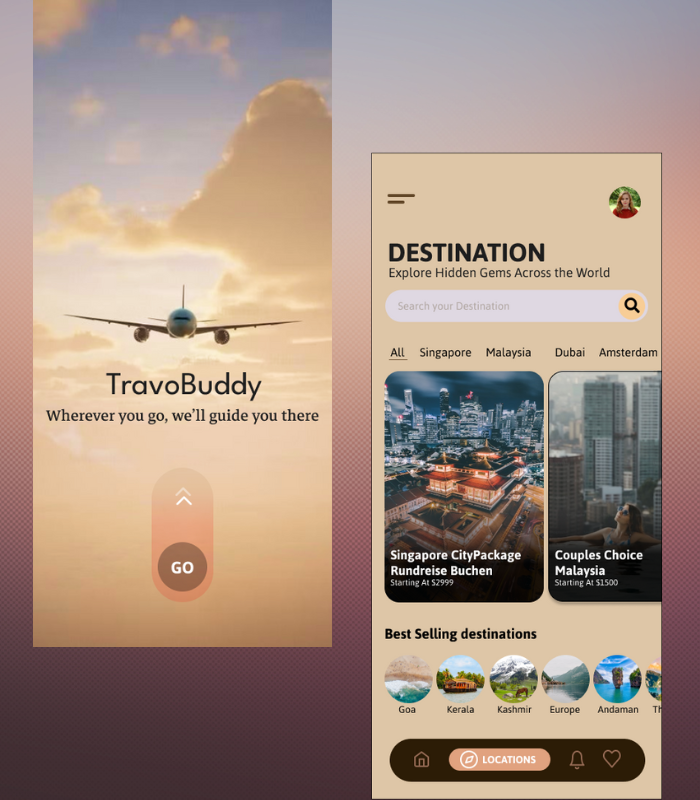 TravoBuddy
Wherever you go, we'll guide you there
GO
DESTINATION
Explore Hidden Gems Across the World
Search your Destination
All Singapore Malaysia Dubai Amsterdam
Singapore CityPackage
Rundreise Buchen
Starting At $2999
Couples Choice
Malaysia
Starting At $1500
Best Selling destinations
Goa Kerala Kashmir Europe Andaman Th
LOCATIONS